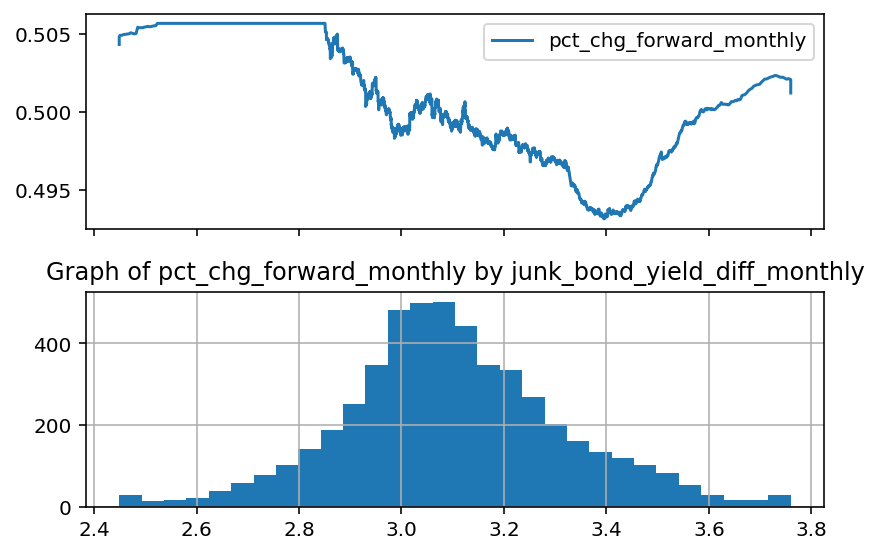 0.505
pct_chg_forward_monthly
0.500
0.495
Graph of pct_chg_forward_monthly by junk_bond_yield_diff_monthly
400
200
0
2.4 2.6 2.8 3.0 3.2 3.4 3.6 3.8